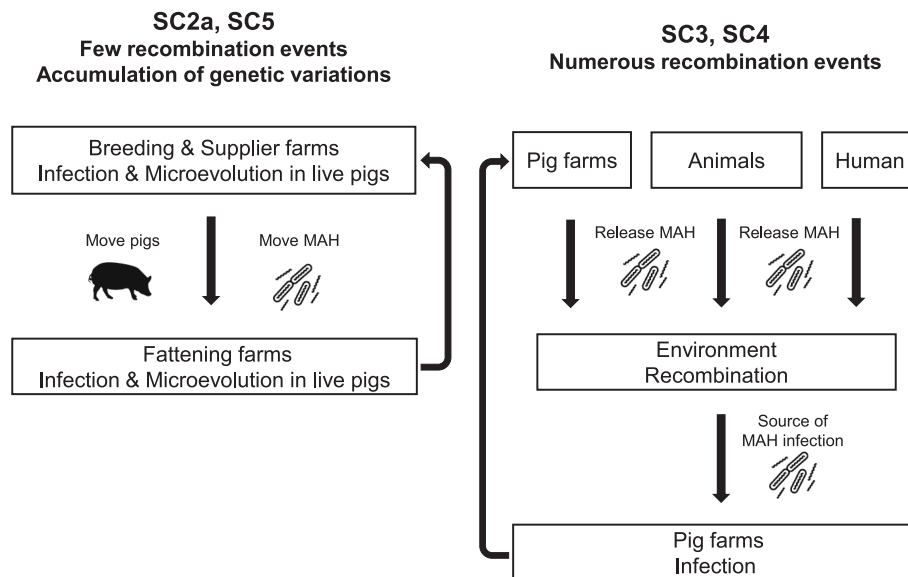 SC2a, SC5
Few recombination events
Accumulation of genetic variations
Breeding & Supplier farms
Infection & Microevolution in live pigs
Move pigs
Move MAH
Fattening farms
Infection & Microevolution in live pigs
SC3, SC4
Numerous recombination events
Pig farms
Animals
Human
Release MAH
Release MAH
Environment
Recombination
Source of
MAH infection
Pig farms
Infection